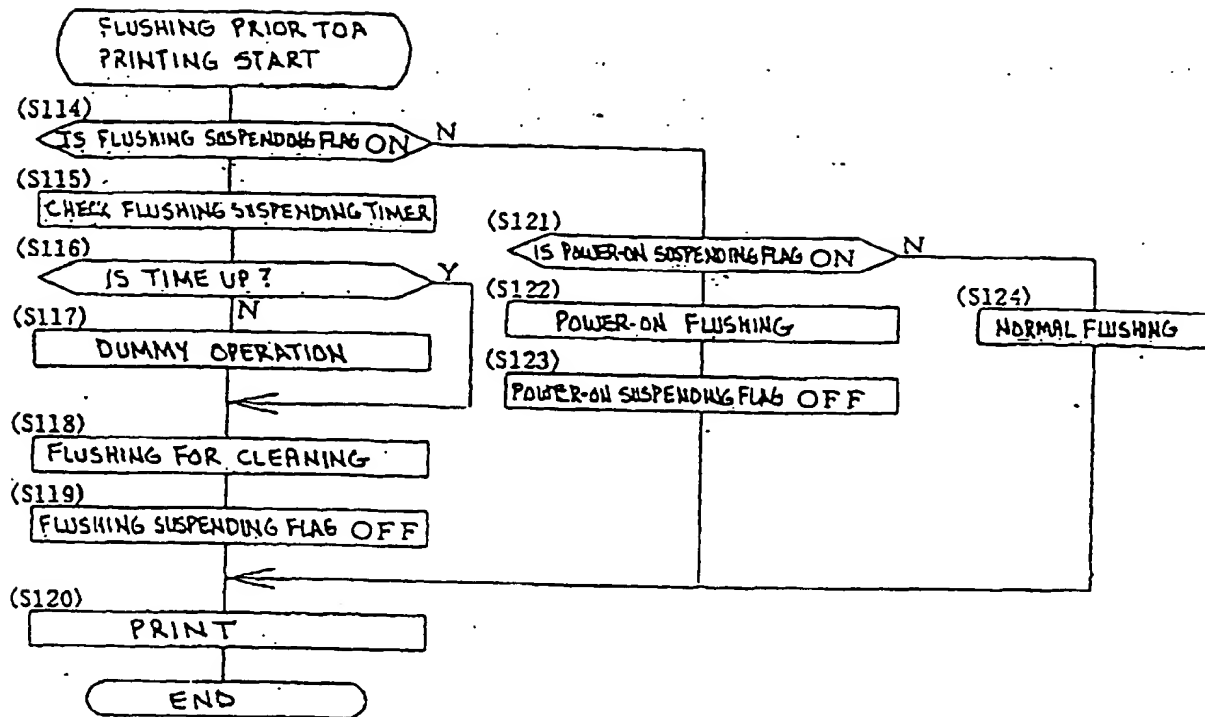 FLUSHING PRIOR TO A
PRINTING START
(S114)
IS FLUSHING SUSPENDING FLAG ON
N
(S115)
CHECK FLUSHING SUSPENDING TIMER
(S116)
IS TIME UP?
Y
N
(S117)
DUMMY OPERATION
(S118)
FLUSHING FOR CLEANING
(S119)
FLUSHING SUSPENDING FLAG OFF
(S121)
IS POWER-ON SUSPENDING FLAG ON
N
(S122)
POWER-ON FLUSHING
(S123)
POWER-ON SUSPENDING FLAG OFF
(S124)
NORMAL FLUSHING
(S120)
PRINT
END